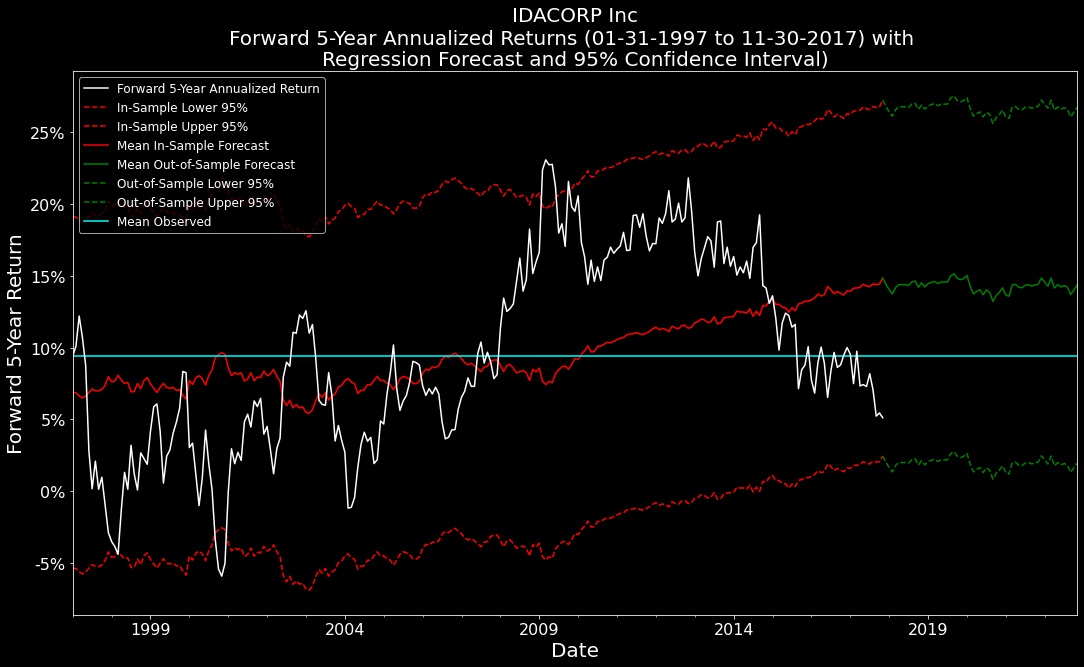 IDACORP Inc
Forward 5-Year Annualized Returns (01-31-1997 to 11-30-2017) with
Regression Forecast and 95% Confidence Interval)
Forward 5-Year Annualized Return
In-Sample Lower 95%
In-Sample Upper 95%
Mean In-Sample Forecast
Mean Out-of-Sample Forecast
Out-of-Sample Lower 95%
Out-of-Sample Upper 95%
Mean Observed
Forward 5-Year Return
25%
20%
15%
10%
5%
0%
-5%
1999
2004
2009
2014
2019
Date